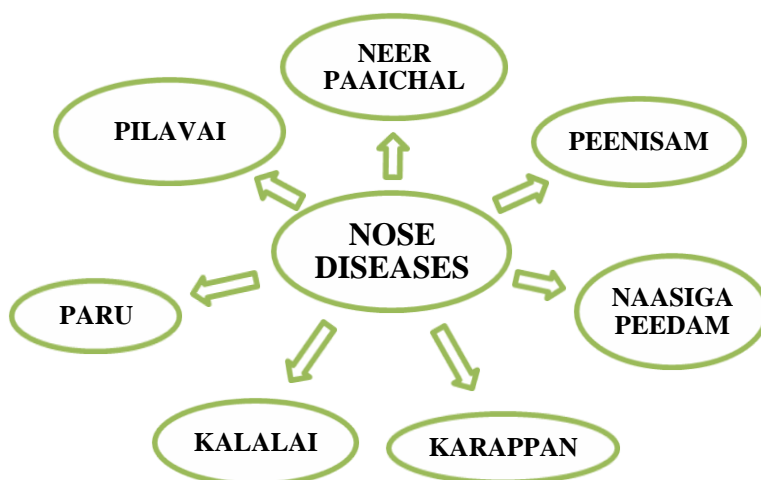 NEER
PAAICHAL
PILAVAI
PEENISAM
NOSE
DISEASES
NAASIGA
PEEDAM
PARU
KALALAI
KARAPPAN